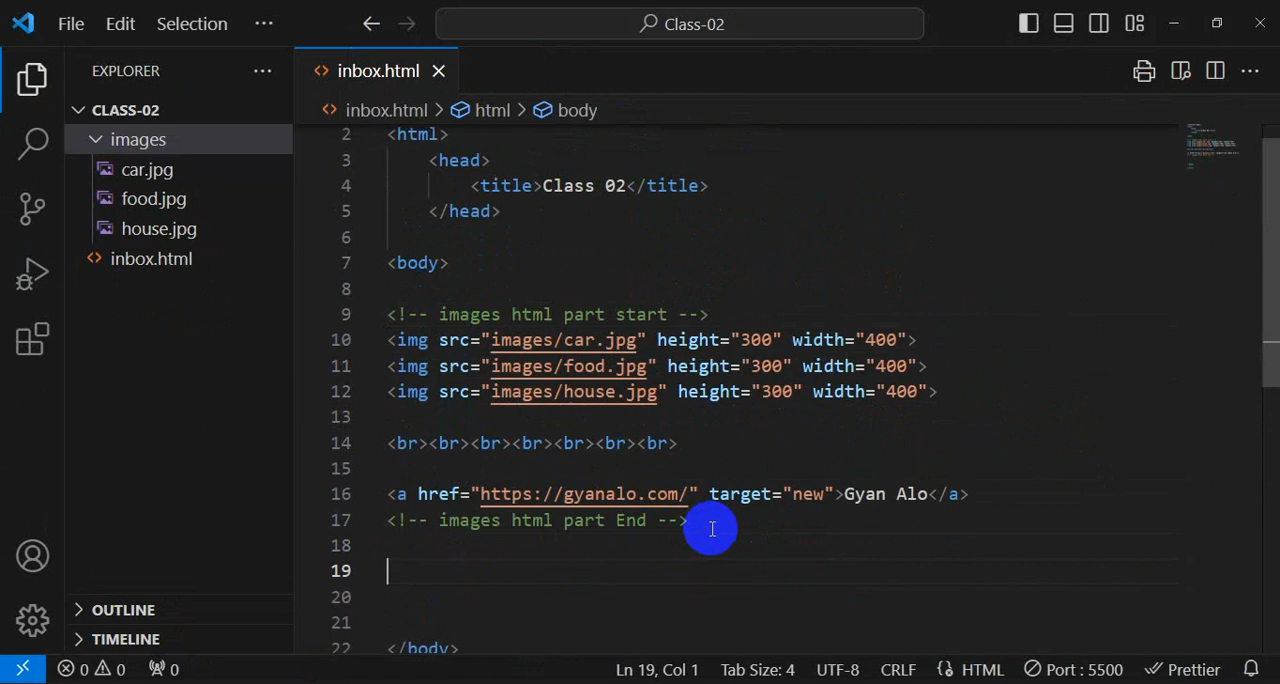 File Edit Selection ··· Class-02
EXPLORER ···
CLASS-02
images
car.jpg
food.jpg
house.jpg
inbox.html
OUTLINE
TIMELINE
inbox.html
inbox.html > html > body
2 <html>
3 <head>
4 <title>Class 02</title>
5 </head>
6
7 <body>
8
9 <!-- images html part start -->
10 <img src="images/car.jpg" height="300" width="400">
11 <img src="images/food.jpg" height="300" width="400">
12 <img src="images/house.jpg" height="300" width="400">
13
14 <br><br><br><br><br><br><br>
15
16 <a href="https://gyanalo.com/" target="new">Gyan Alo</a>
17 <!-- images html part End -->
18
19
20
21
22 </body>
0 0 0 Ln 19, Col 1 Tab Size: 4 UTF-8 CRLF HTML Port : 5500 Prettier